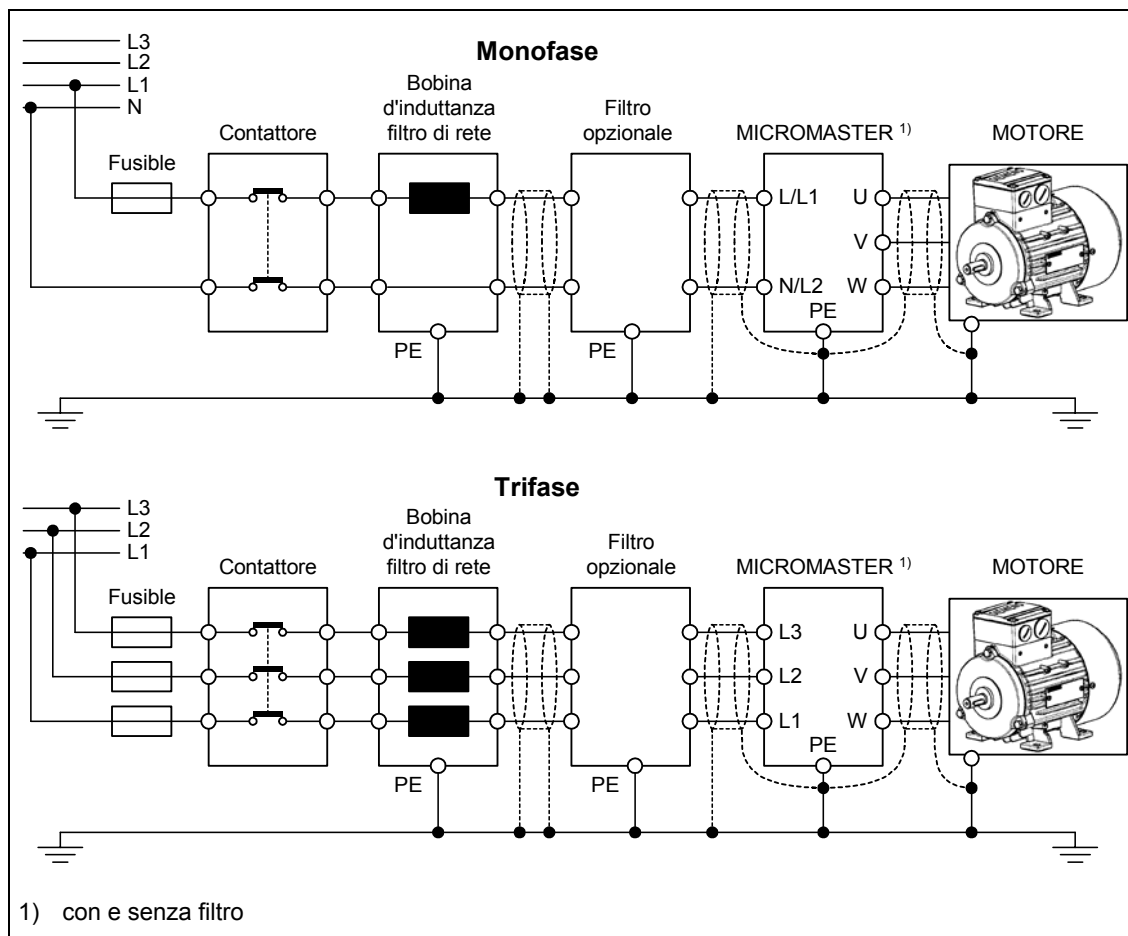 L3
L2
L1
N
Monofase
Fusible
Contattore
Bobina
d'induttanza
filtro di rete
Filtro
opzionale
MICROMASTER 1)
MOTORE
L/L1
U
V
N/L2
W
PE
PE
PE
Trifase
L3
L2
L1
Fusible
Contattore
Bobina
d'induttanza
filtro di rete
Filtro
opzionale
MICROMASTER 1)
MOTORE
L3
U
L2
V
L1
W
PE
PE
PE
1) con e senza filtro